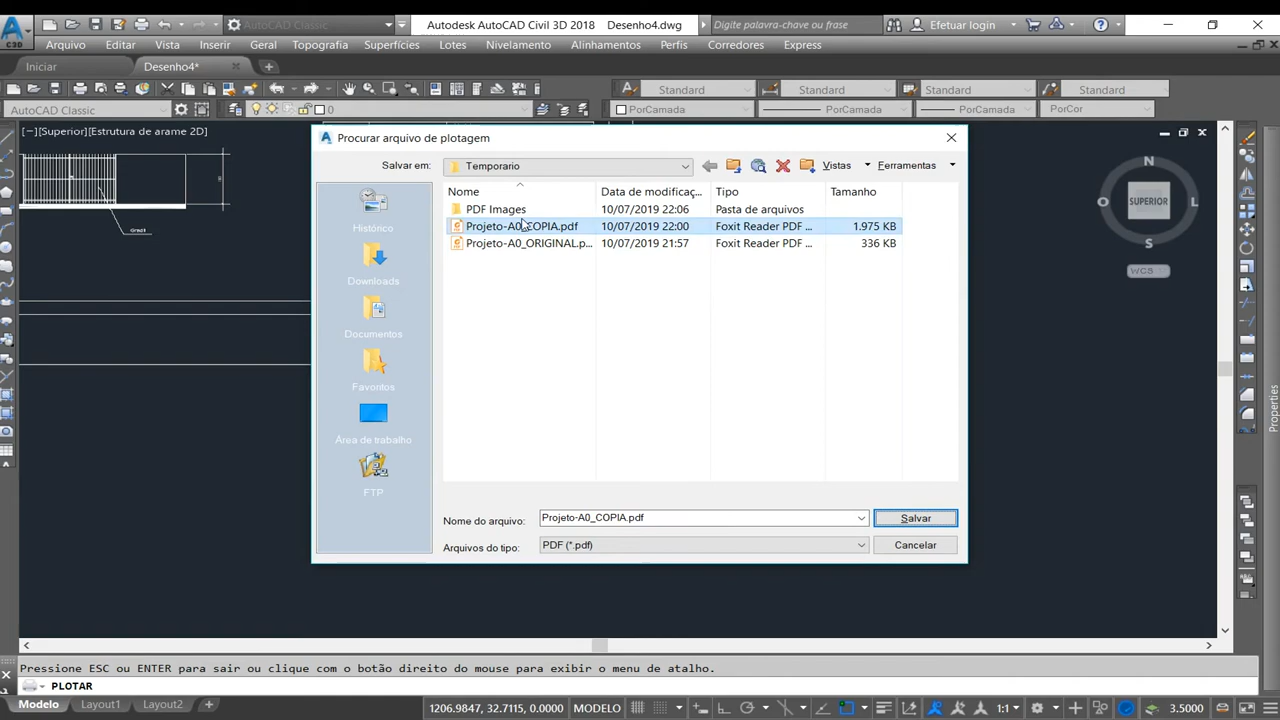 AutoCAD Classic
Autodesk AutoCAD Civil 3D 2018 Desenho4.dwg
Digite palavra-chave ou frase
Efetuar login
C3D
Arquivo Editar Vista Inserir Geral Topografia Superfícies Lotes Nivelamento Alinhamentos Perfis Corredores Express
Iniciar Desenho4*
Standard Standard Standard Standard
AutoCAD Classic 0 PorCamada PorCamada PorCamada PorCor
[−][Superior][Estrutura de arame 2D]
Procurar arquivo de plotagem
Salvar em: Temporario Vistas Ferramentas
Nome Data de modificaç... Tipo Tamanho
PDF Images 10/07/2019 22:06 Pasta de arquivos
Projeto-A0_COPIA.pdf 10/07/2019 22:00 Foxit Reader PDF ... 1.975 KB
Projeto-A0_ORIGINAL.p... 10/07/2019 21:57 Foxit Reader PDF ... 336 KB
Histórico
Downloads
Documentos
Favoritos
Área de trabalho
FTP
Nome do arquivo: Projeto-A0_COPIA.pdf Salvar
Arquivos do tipo: PDF (*.pdf) Cancelar
N
O SUPERIOR L
S
WCS
Properties
Pressione ESC ou ENTER para sair ou clique com o botão direito do mouse para exibir o menu de atalho.
PLOTAR
Modelo Layout1 Layout2 +
1206.9847, 32.7115, 0.0000 MODELO 1:1 3.5000